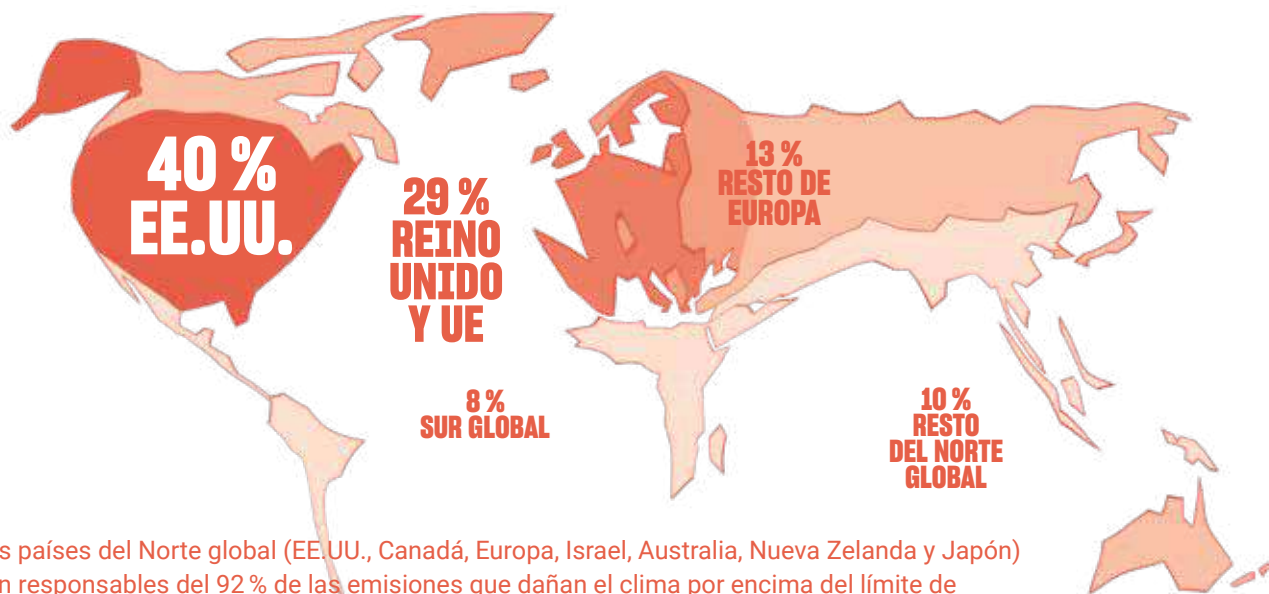 40 %
EE.UU.
29 %
REINO
UNIDO
Y UE
13 %
RESTO DE
EUROPA
8 %
SUR GLOBAL
10 %
RESTO
DEL NORTE
GLOBAL
s países del Norte global (EE.UU., Canadá, Europa, Israel, Australia, Nueva Zelanda y Japón)
n responsables del 92 % de las emisiones que dañan el clima por encima del límite de